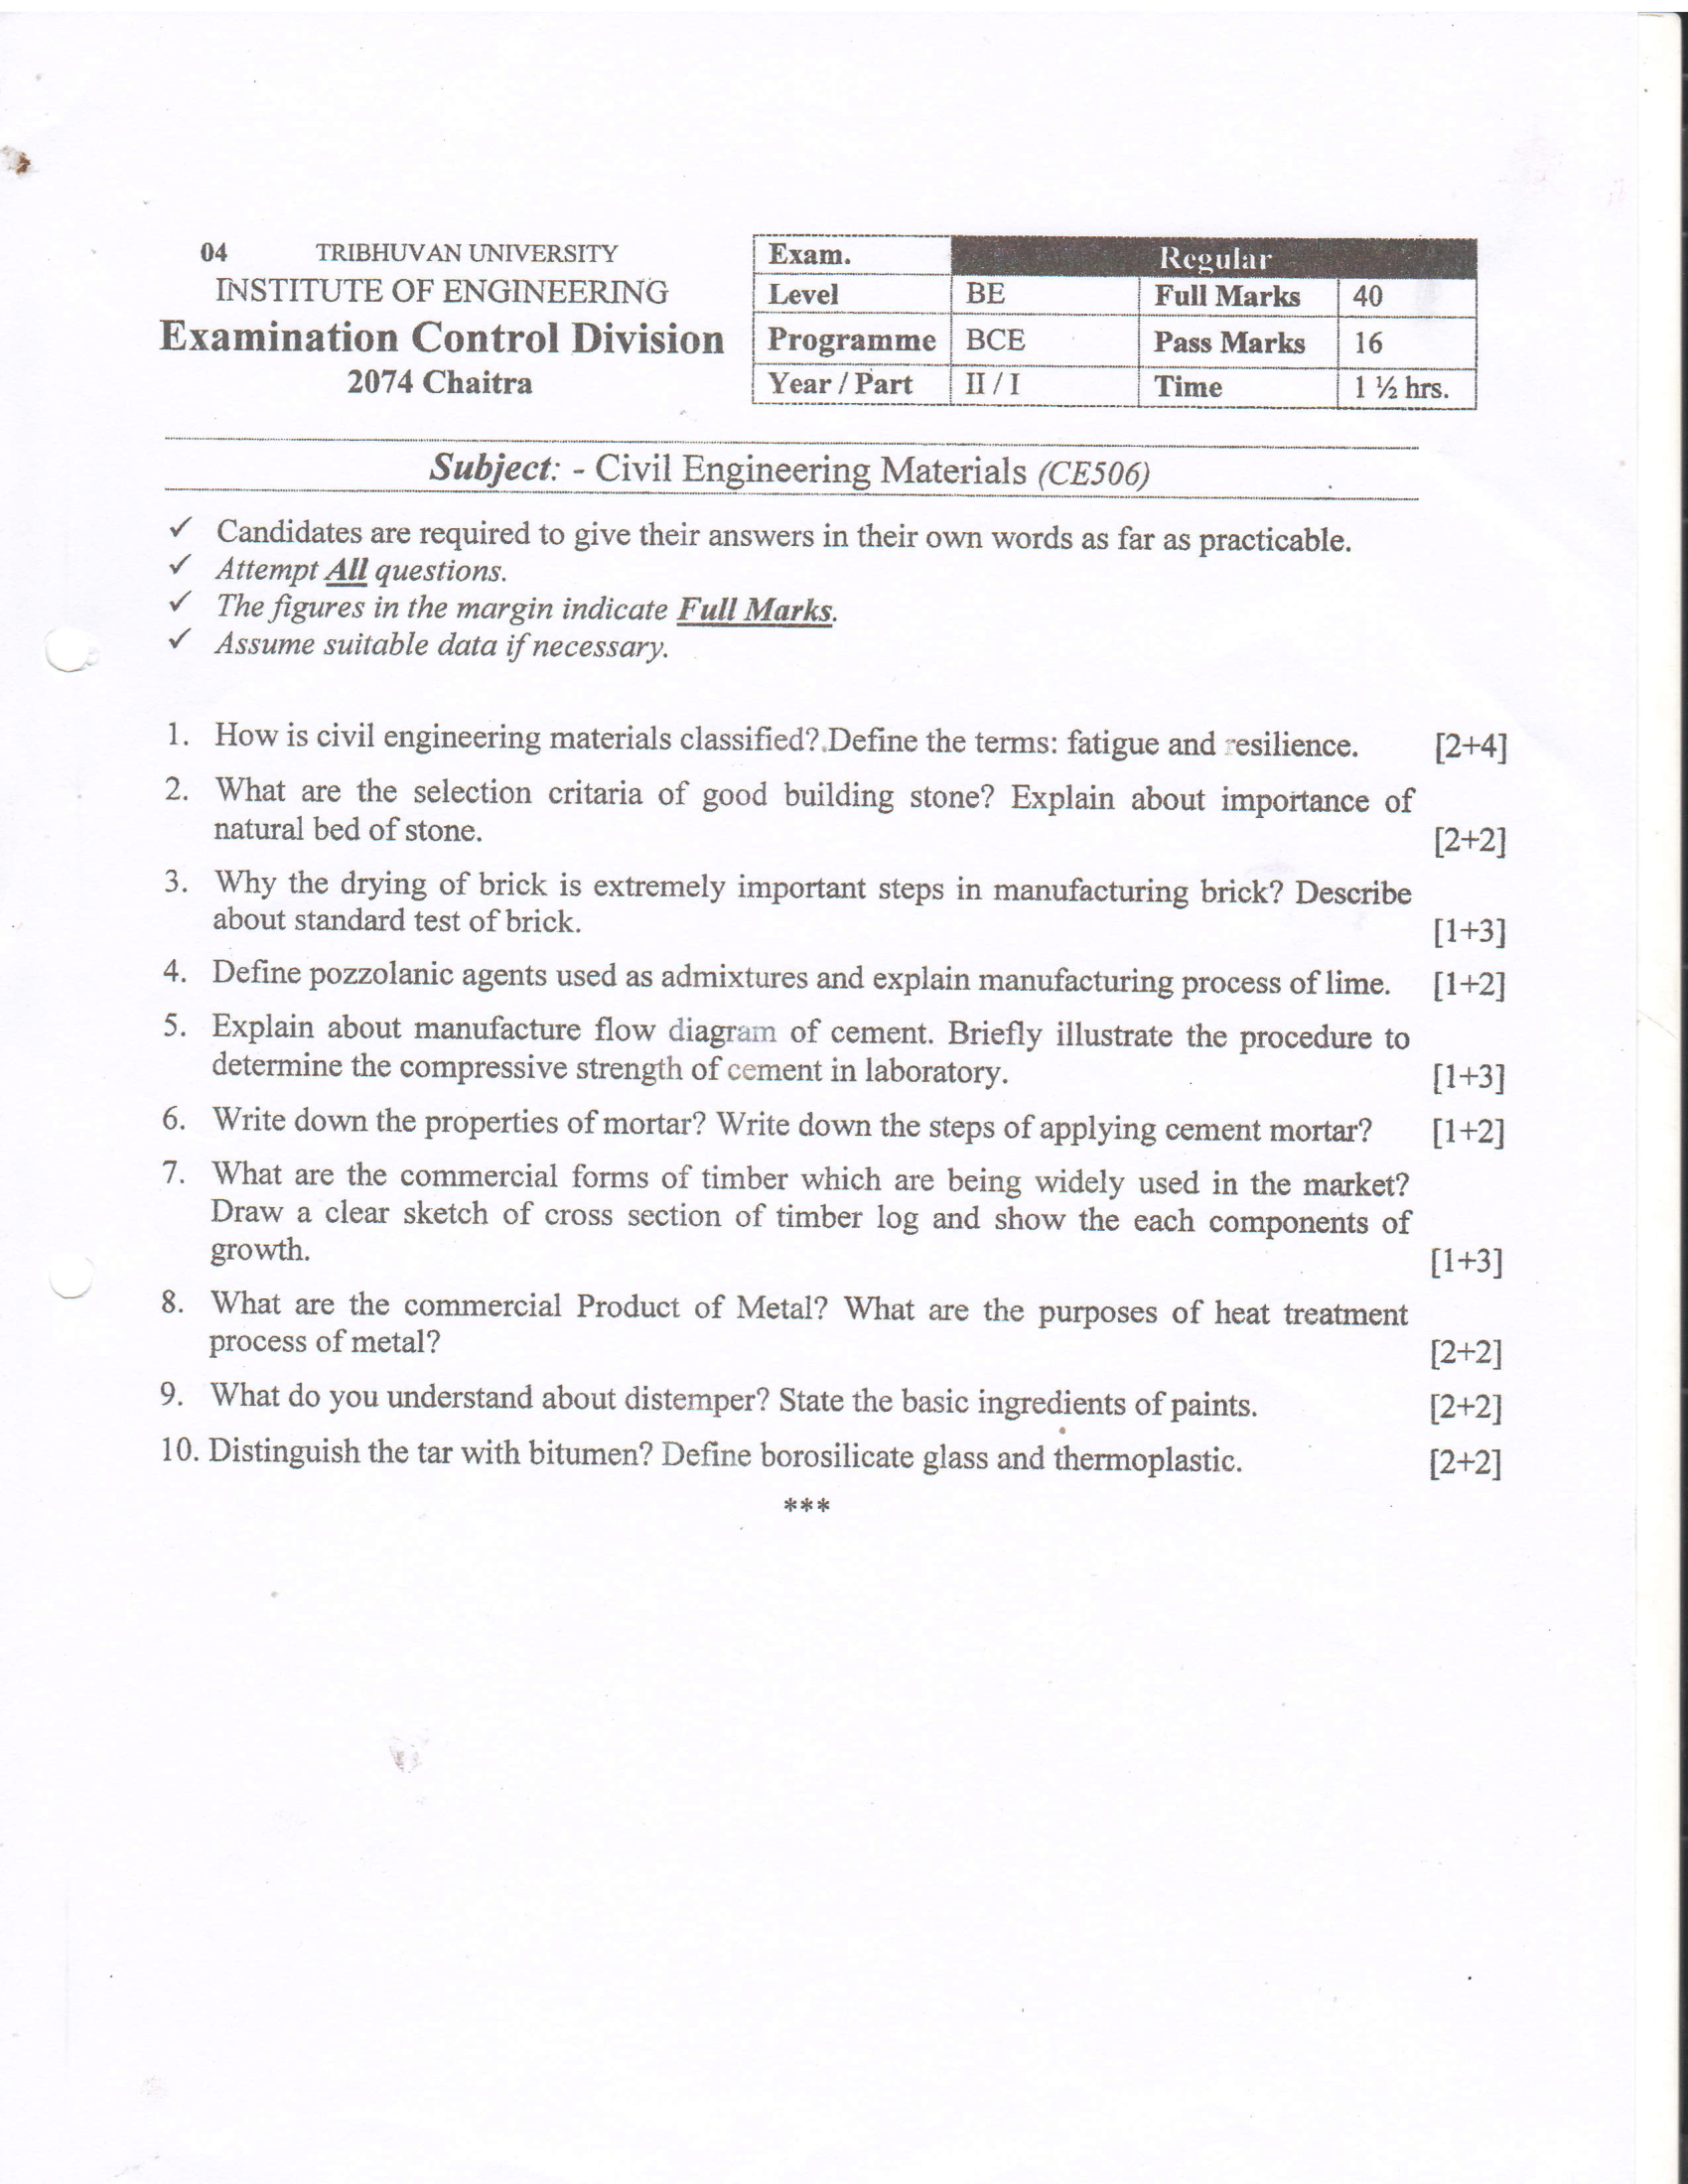 04 TRIBHUVAN UNIVERSITY
INSTITUTE OF ENGINEERING
Examination Control Division
2074 Chaitra
Exam. Regular
Level BE Full Marks 40
Programme BCE Pass Marks 16
Year / Part II / I Time 1 ½ hrs.
Subject: - Civil Engineering Materials (CE506)
✓ Candidates are required to give their answers in their own words as far as practicable.
✓ Attempt All questions.
✓ The figures in the margin indicate Full Marks.
✓ Assume suitable data if necessary.
1. How is civil engineering materials classified? Define the terms: fatigue and resilience. [2+4]
2. What are the selection critaria of good building stone? Explain about importance of
natural bed of stone. [2+2]
3. Why the drying of brick is extremely important steps in manufacturing brick? Describe
about standard test of brick. [1+3]
4. Define pozzolanic agents used as admixtures and explain manufacturing process of lime. [1+2]
5. Explain about manufacture flow diagram of cement. Briefly illustrate the procedure to
determine the compressive strength of cement in laboratory. [1+3]
6. Write down the properties of mortar? Write down the steps of applying cement mortar? [1+2]
7. What are the commercial forms of timber which are being widely used in the market?
Draw a clear sketch of cross section of timber log and show the each components of
growth. [1+3]
8. What are the commercial Product of Metal? What are the purposes of heat treatment
process of metal? [2+2]
9. What do you understand about distemper? State the basic ingredients of paints. [2+2]
10. Distinguish the tar with bitumen? Define borosilicate glass and thermoplastic. [2+2]
***